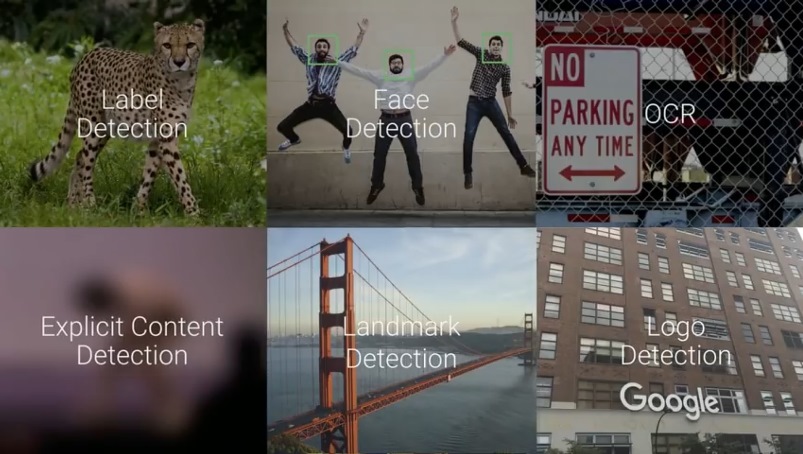 Label
Detection
Face
Detection
NO
PARKING
ANY TIME
OCR
Explicit Content
Detection
Landmark
Detection
Logo
Detection
Google